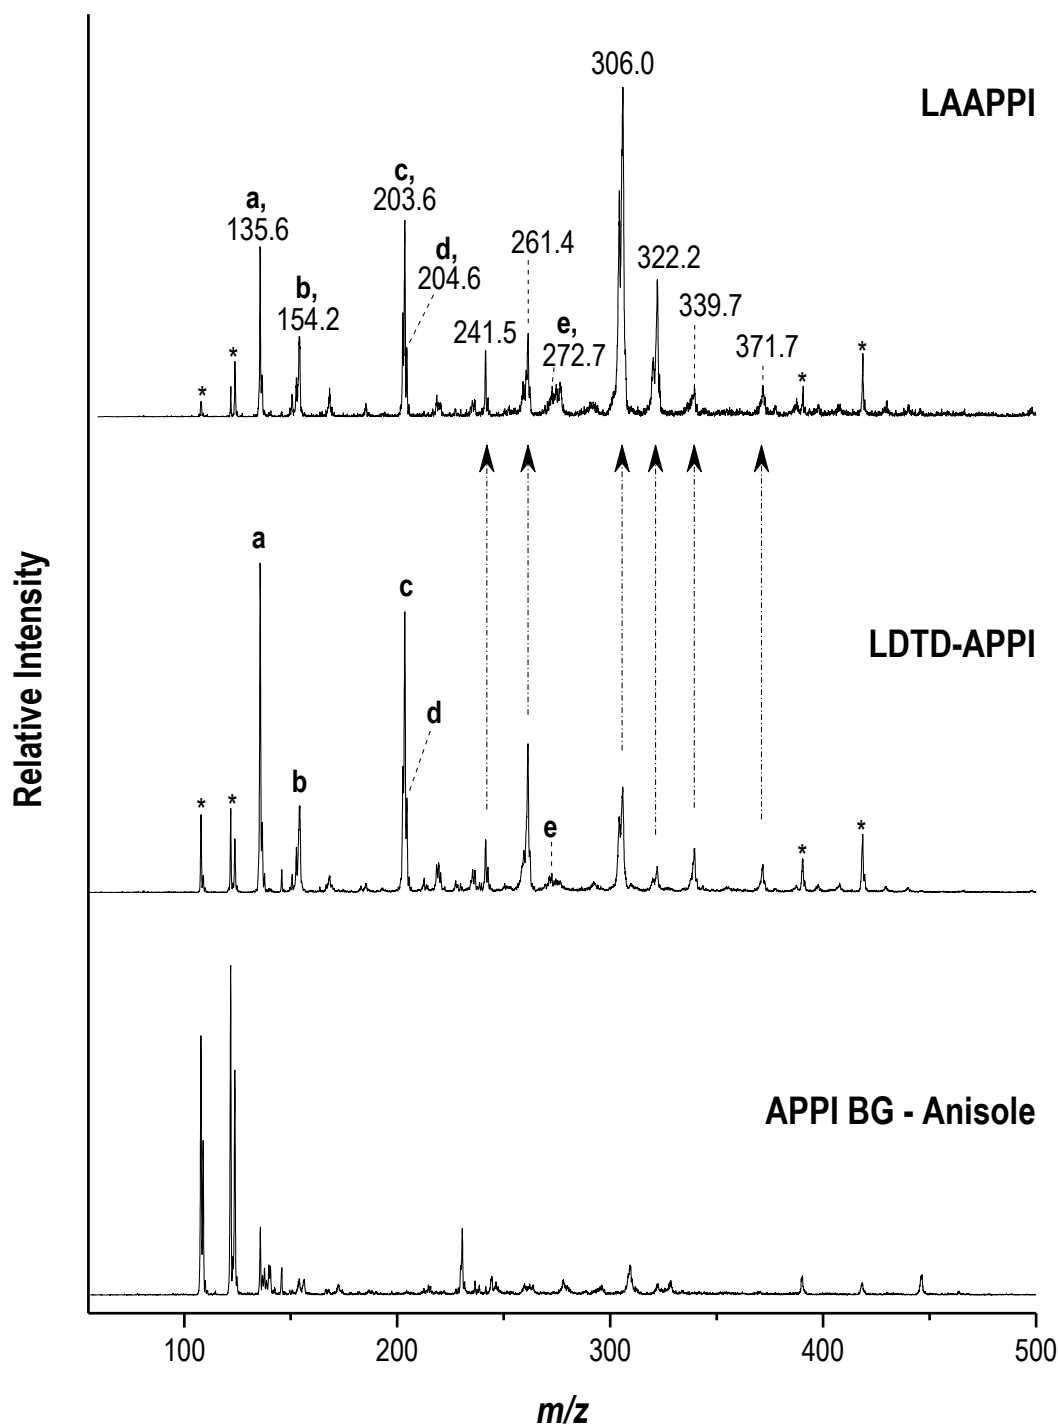 306.0
LAAPPI
c,
203.6
a,
135.6
261.4
d,
204.6
322.2
b,
154.2
339.7
241.5
e,
272.7
371.7
*
*
*
*
a
c
LDTD-APPI
d
b
e
*
*
*
*
APPI BG - Anisole
Relative Intensity
100
200
300
400
500
m/z